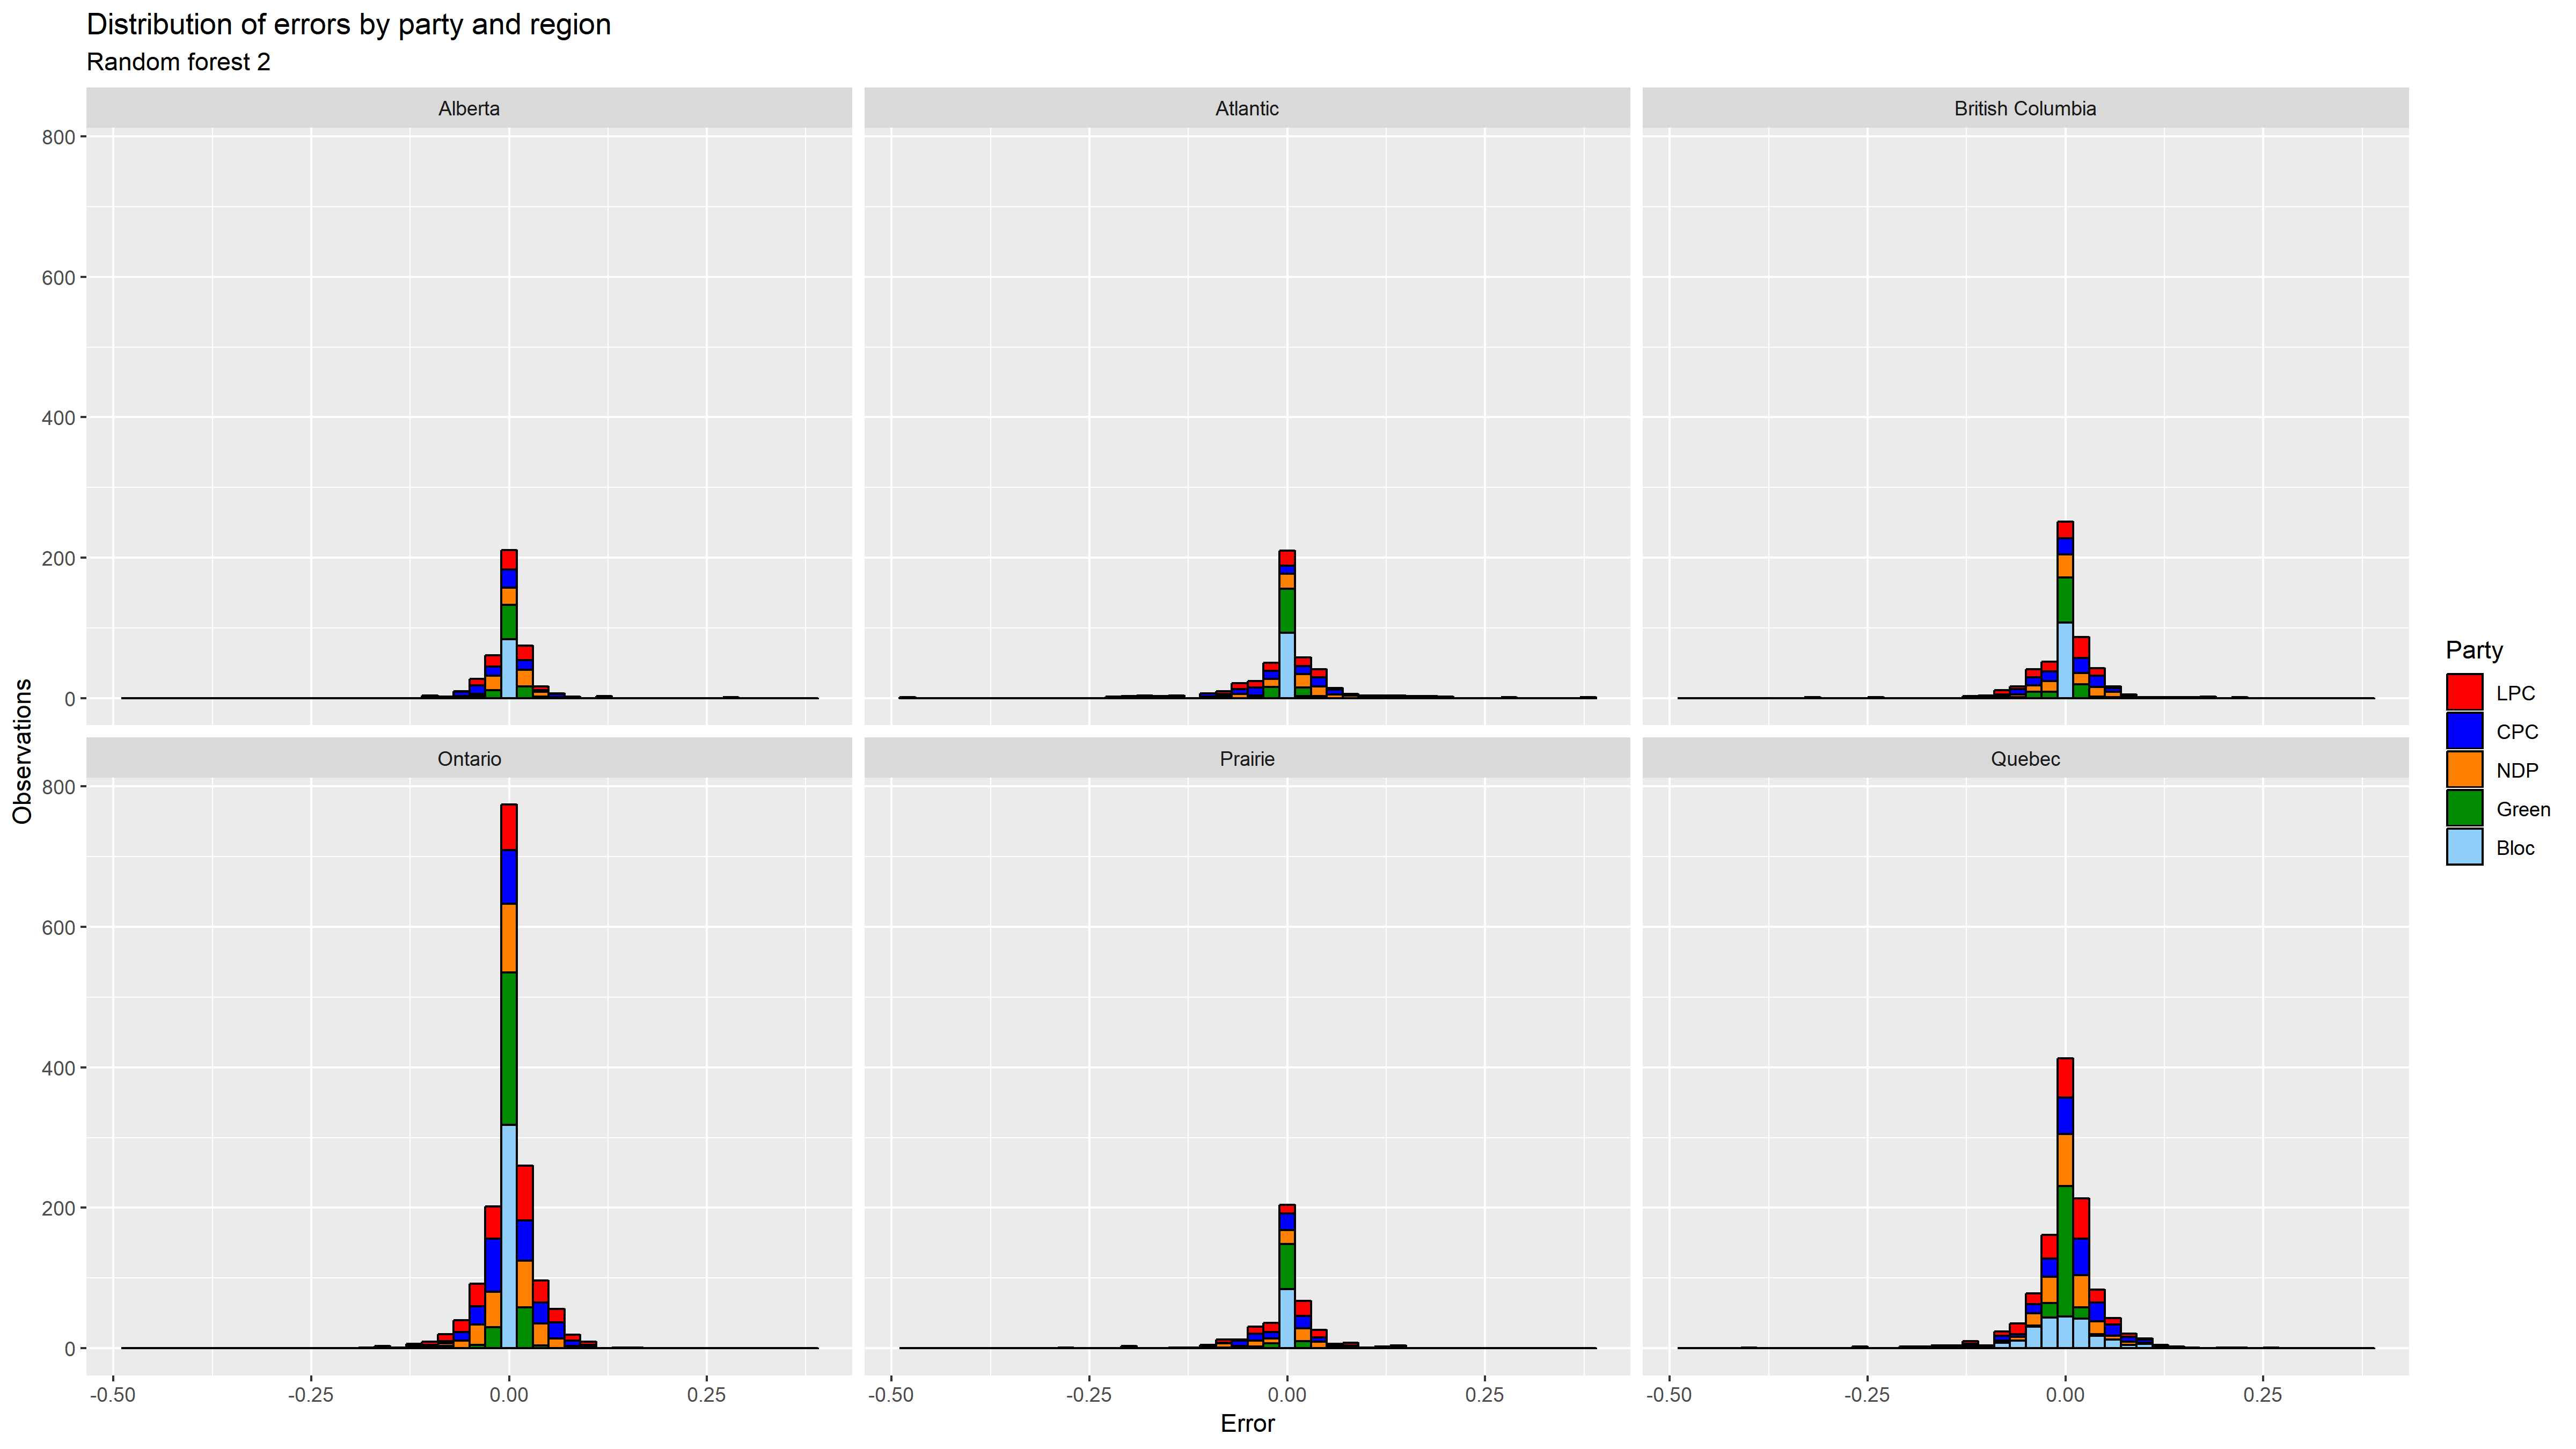 Distribution of errors by party and region
Random forest 2
Alberta
Atlantic
British Columbia
800
600
400
200
0
Ontario
Prairie
Quebec
800
600
400
200
0
-0.50
-0.25
0.00
0.25
-0.50
-0.25
0.00
0.25
-0.50
-0.25
0.00
0.25
Error
Observations
Party
LPC
CPC
NDP
Green
Bloc